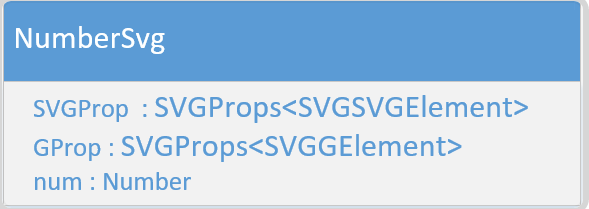 NumberSvg
SVGProp : SVGProps<SVGSVGElement>
GProp : SVGProps<SVGGElement>
num : Number